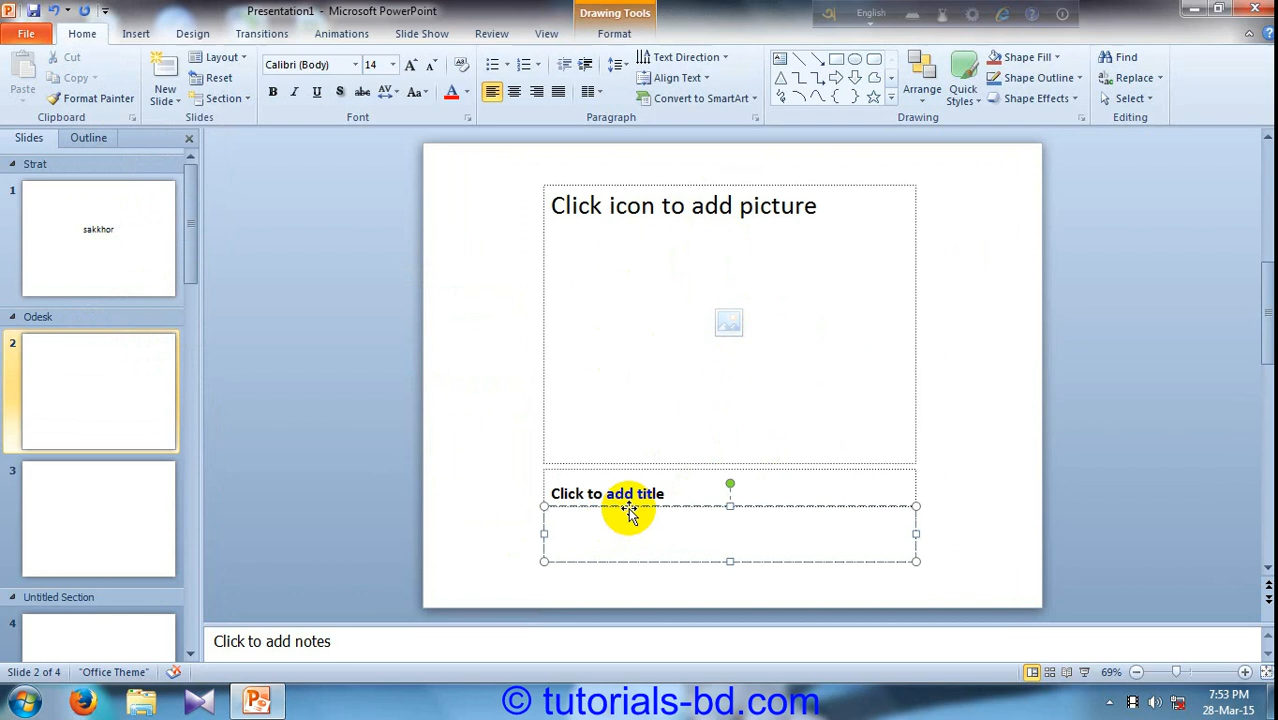 Presentation1 - Microsoft PowerPoint
Drawing Tools
English
File Home Insert Design Transitions Animations Slide Show Review View Format
Paste
Cut
Copy
Format Painter
Clipboard
New Slide
Layout
Reset
Section
Slides
Calibri (Body) 14
B I U S abc AV Aa A
Font
Paragraph
Text Direction
Align Text
Convert to SmartArt
Arrange
Quick Styles
Shape Fill
Shape Outline
Shape Effects
Drawing
Find
Replace
Select
Editing
Slides Outline
Strat
1
sakkhor
Odesk
2
3
Untitled Section
4
Click icon to add picture
Click to add title
Click to add notes
Slide 2 of 4 "Office Theme" 69%
© tutorials-bd.com
7:53 PM
28-Mar-15